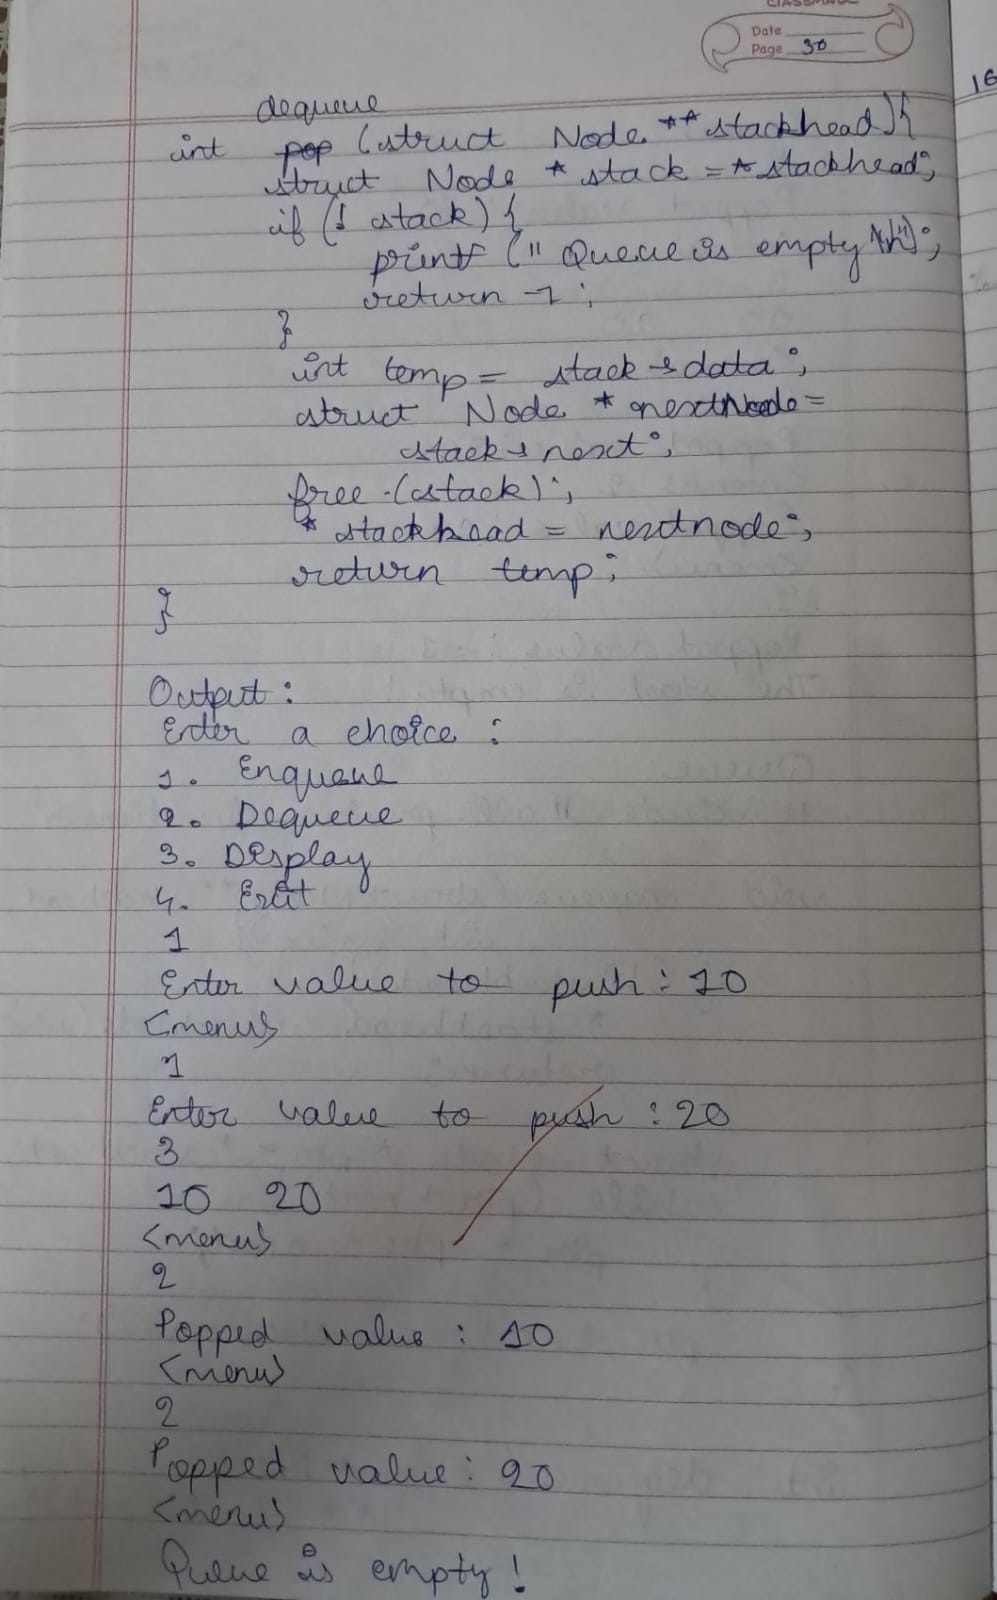 CLASSMATE
Date
Page 30
16
dequeue
int pop (struct Node ** stackhead) {
struct Node * stack = * stackhead;
if (! stack) {
printf (" Queue is empty \n");
return -1;
}
int temp = stack → data;
struct Node * nextNode =
stack → next;
free (stack);
* stackhead = nextnode;
return temp;
}
Output :
Enter a choice :
1. Enqueue
2. Dequeue
3. Display
4. Exit
1
Enter value to push : 10
<menu>
1
Enter value to push : 20
3
10 20
<menu>
2
Popped value : 10
<menu>
2
Popped value : 20
<menu>
Queue is empty !